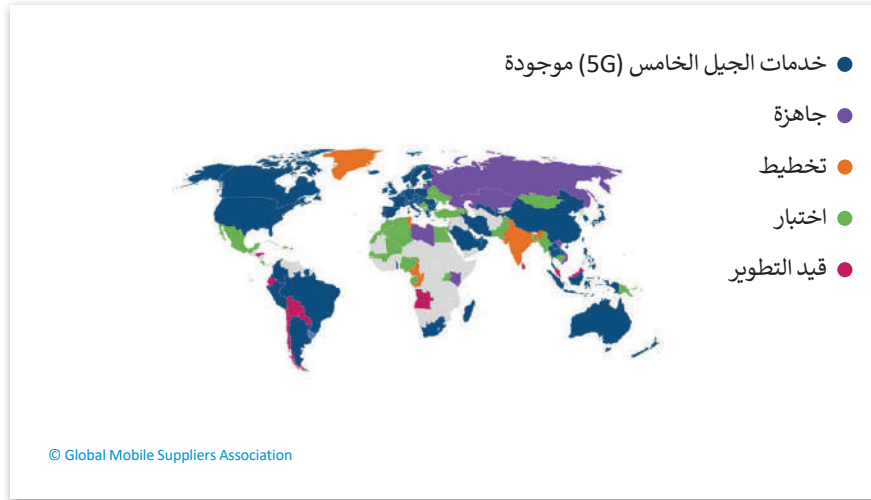 خدمات الجيل الخامس (5G) موجودة
جاهزة
تخطيط
اختبار
قيد التطوير
© Global Mobile Suppliers Association